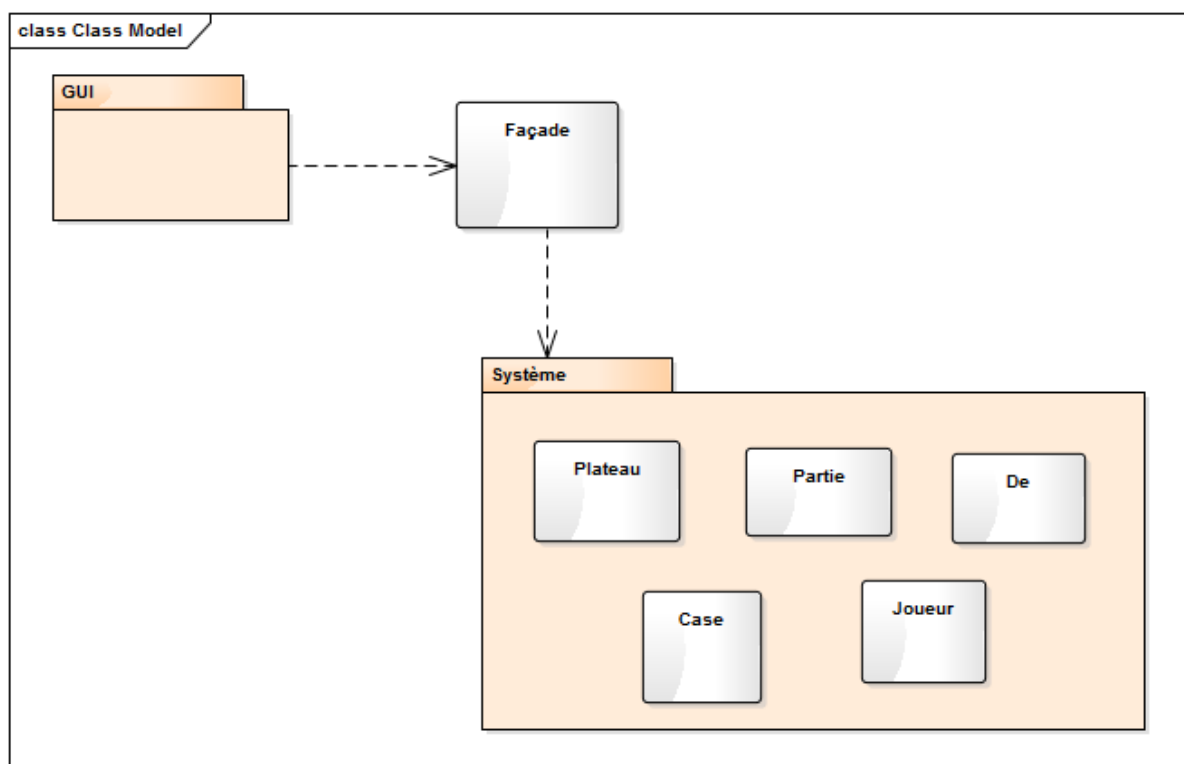 class Class Model
GUI
Façade
Système
Plateau
Partie
De
Case
Joueur